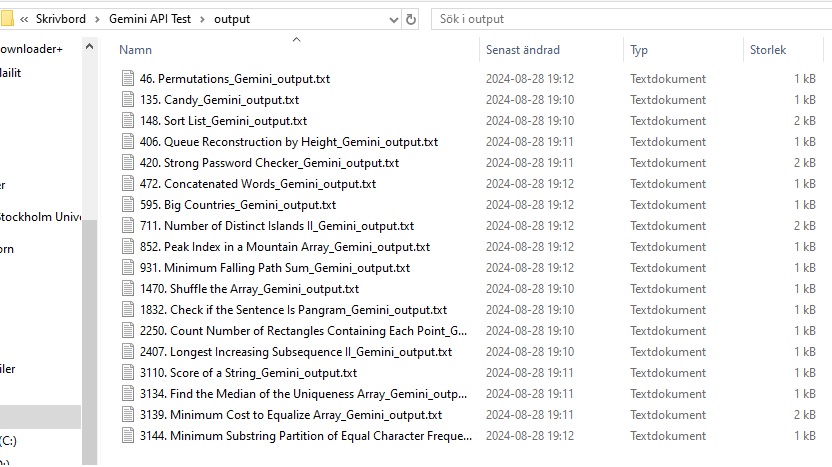 « Skrivbord › Gemini API Test › output
Sök i output
ownloader+
Mailit
er
Stockholm Unive
orn
iler
(C:)
Namn Senast ändrad Typ Storlek
46. Permutations_Gemini_output.txt 2024-08-28 19:12 Textdokument 1 kB
135. Candy_Gemini_output.txt 2024-08-28 19:10 Textdokument 1 kB
148. Sort List_Gemini_output.txt 2024-08-28 19:10 Textdokument 2 kB
406. Queue Reconstruction by Height_Gemini_output.txt 2024-08-28 19:11 Textdokument 1 kB
420. Strong Password Checker_Gemini_output.txt 2024-08-28 19:11 Textdokument 2 kB
472. Concatenated Words_Gemini_output.txt 2024-08-28 19:12 Textdokument 1 kB
595. Big Countries_Gemini_output.txt 2024-08-28 19:12 Textdokument 1 kB
711. Number of Distinct Islands II_Gemini_output.txt 2024-08-28 19:12 Textdokument 2 kB
852. Peak Index in a Mountain Array_Gemini_output.txt 2024-08-28 19:12 Textdokument 1 kB
931. Minimum Falling Path Sum_Gemini_output.txt 2024-08-28 19:12 Textdokument 1 kB
1470. Shuffle the Array_Gemini_output.txt 2024-08-28 19:10 Textdokument 1 kB
1832. Check if the Sentence Is Pangram_Gemini_output.txt 2024-08-28 19:10 Textdokument 1 kB
2250. Count Number of Rectangles Containing Each Point_G... 2024-08-28 19:10 Textdokument 1 kB
2407. Longest Increasing Subsequence II_Gemini_output.txt 2024-08-28 19:10 Textdokument 1 kB
3110. Score of a String_Gemini_output.txt 2024-08-28 19:11 Textdokument 1 kB
3134. Find the Median of the Uniqueness Array_Gemini_outp... 2024-08-28 19:11 Textdokument 1 kB
3139. Minimum Cost to Equalize Array_Gemini_output.txt 2024-08-28 19:11 Textdokument 2 kB
3144. Minimum Substring Partition of Equal Character Freque... 2024-08-28 19:12 Textdokument 1 kB